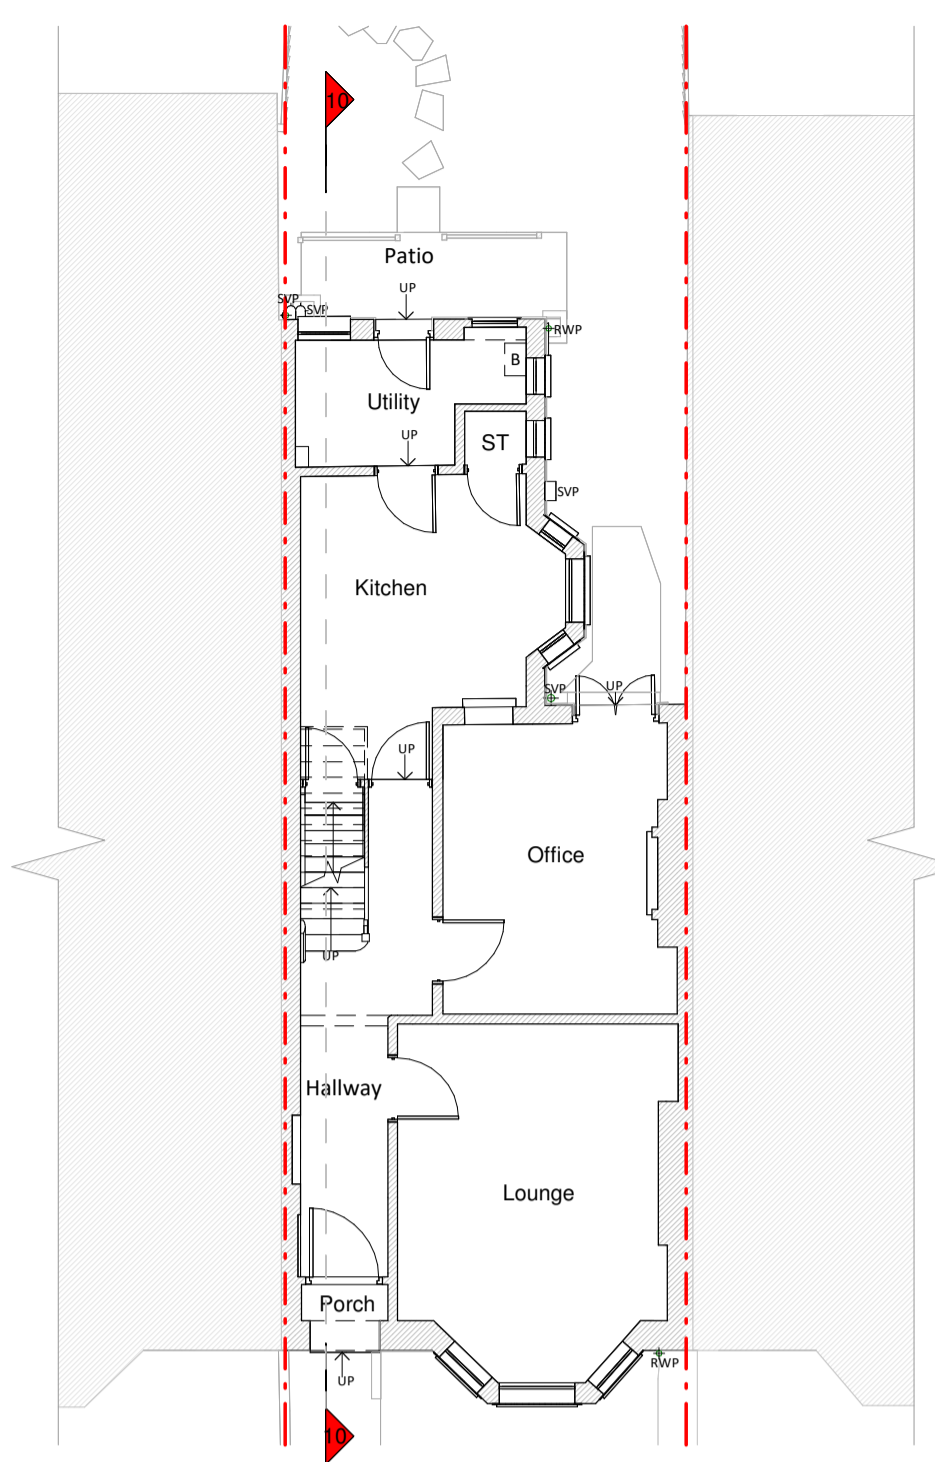 10
Patio
UP
SVP
SVP
RWP
B
Utility
UP
ST
SVP
Kitchen
SVP
UP
UP
Office
UP
Hallway
Lounge
Porch
RWP
UP
10